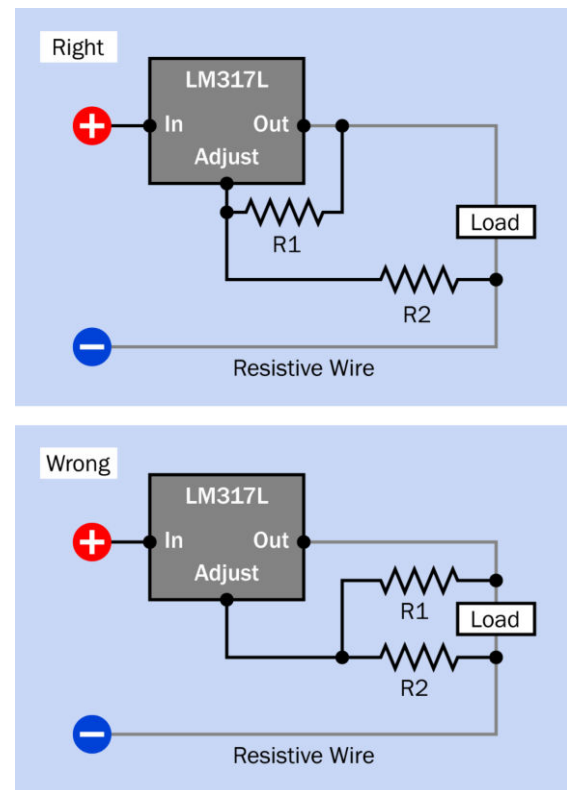 Right
LM317L
+
In
Out
Adjust
R1
Load
R2
−
Resistive Wire
Wrong
LM317L
+
In
Out
Adjust
R1
Load
R2
−
Resistive Wire